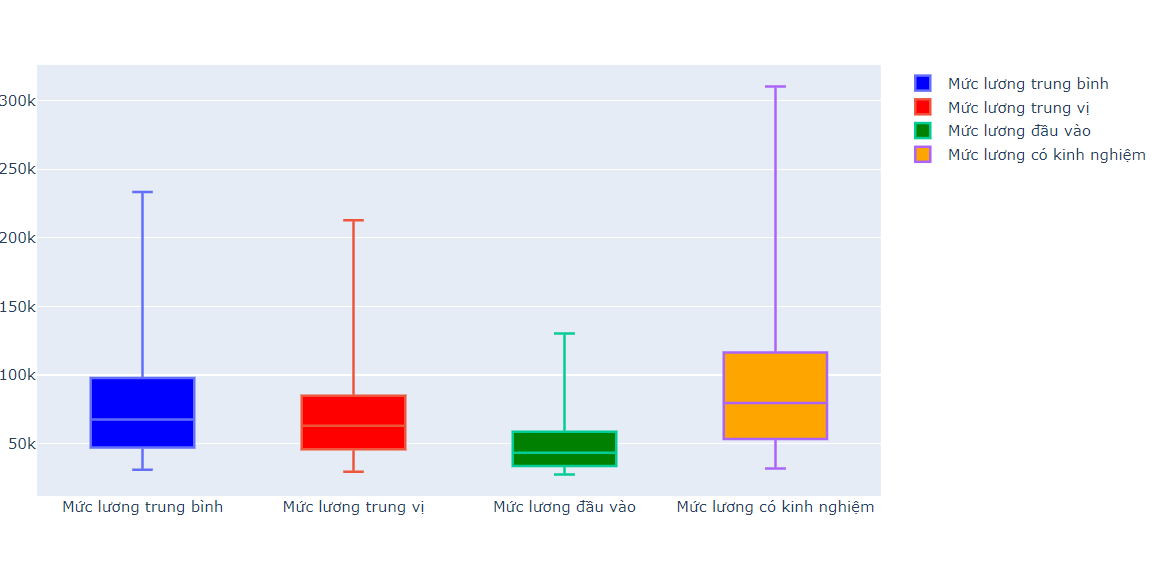 300k
250k
200k
150k
100k
50k
Mức lương trung bình
Mức lương trung vị
Mức lương đầu vào
Mức lương có kinh nghiệm
Mức lương trung bình
Mức lương trung vị
Mức lương đầu vào
Mức lương có kinh nghiệm